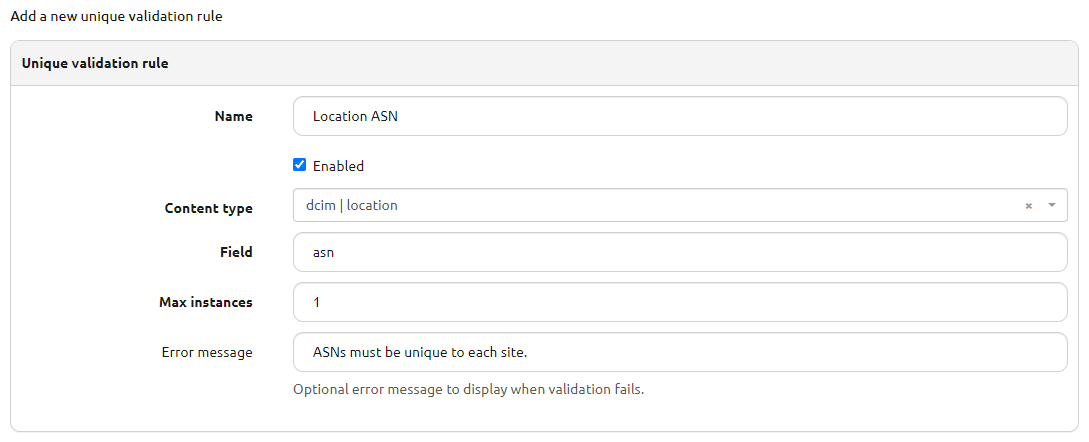 Add a new unique validation rule
Unique validation rule
Name
Location ASN
Enabled
Content type
dcim | location
×
Field
asn
Max instances
1
Error message
ASNs must be unique to each site.
Optional error message to display when validation fails.